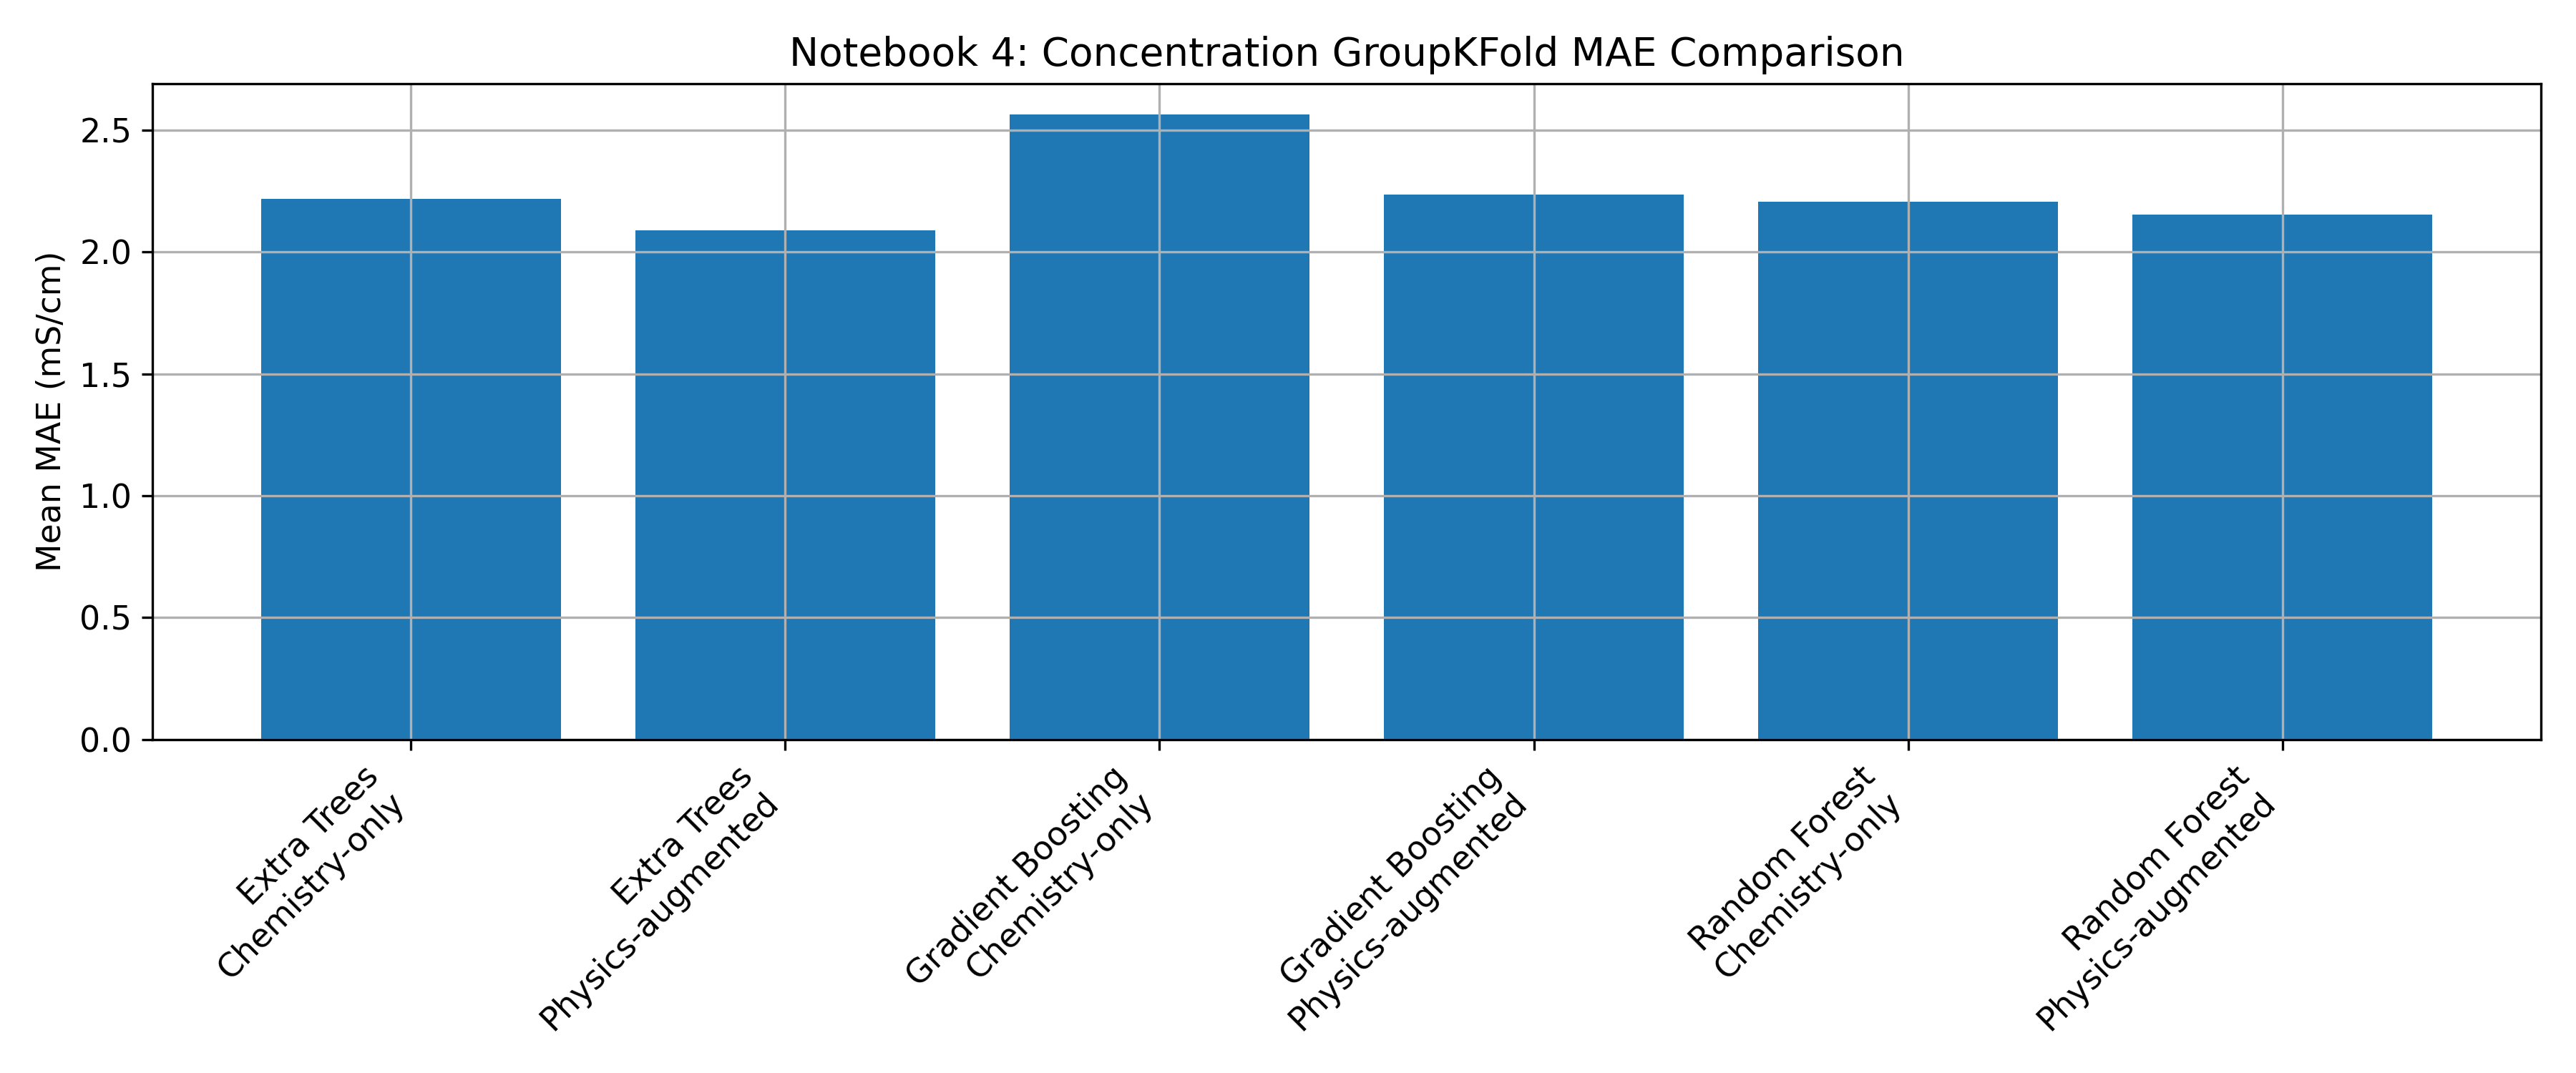 Notebook 4: Concentration GroupKFold MAE Comparison
Mean MAE (mS/cm)
2.5
2.0
1.5
1.0
0.5
0.0
Extra Trees
Chemistry-only
Extra Trees
Physics-augmented
Gradient Boosting
Chemistry-only
Gradient Boosting
Physics-augmented
Random Forest
Chemistry-only
Random Forest
Physics-augmented